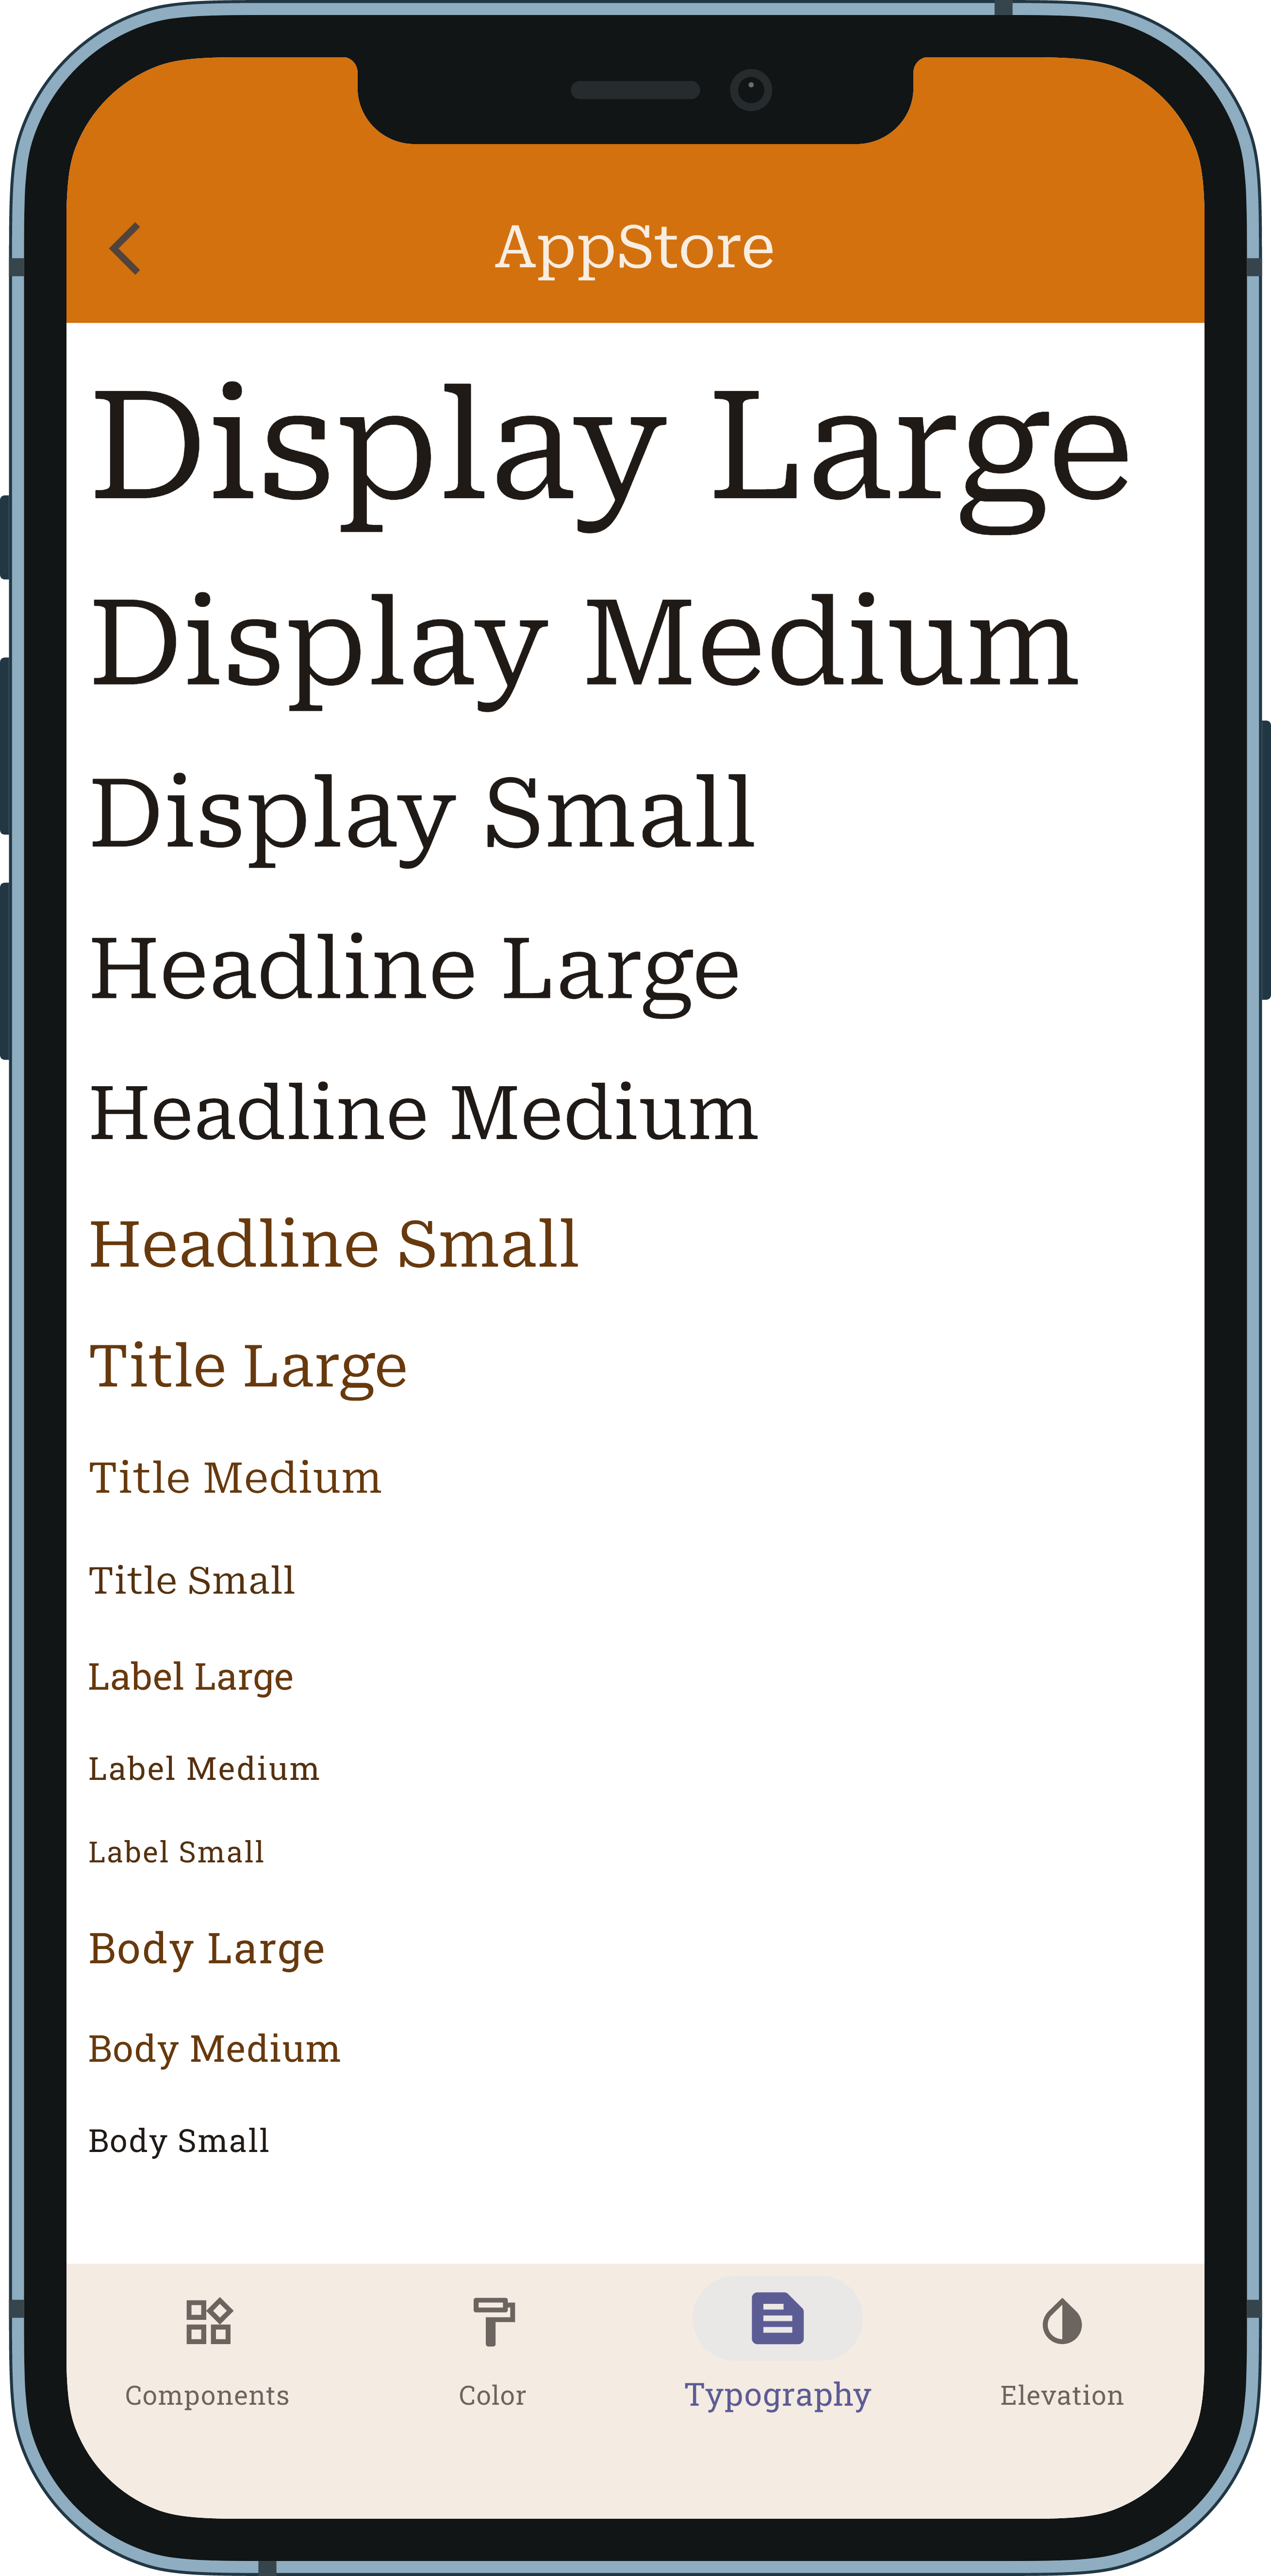 AppStore
Display Large
Display Medium
Display Small
Headline Large
Headline Medium
Headline Small
Title Large
Title Medium
Title Small
Label Large
Label Medium
Label Small
Body Large
Body Medium
Body Small
Components Color Typography Elevation